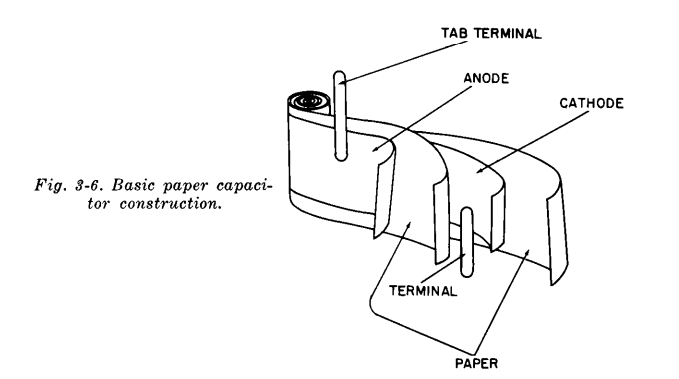 TAB TERMINAL
ANODE
CATHODE
Fig. 3-6. Basic paper capaci-
tor construction.
TERMINAL
PAPER